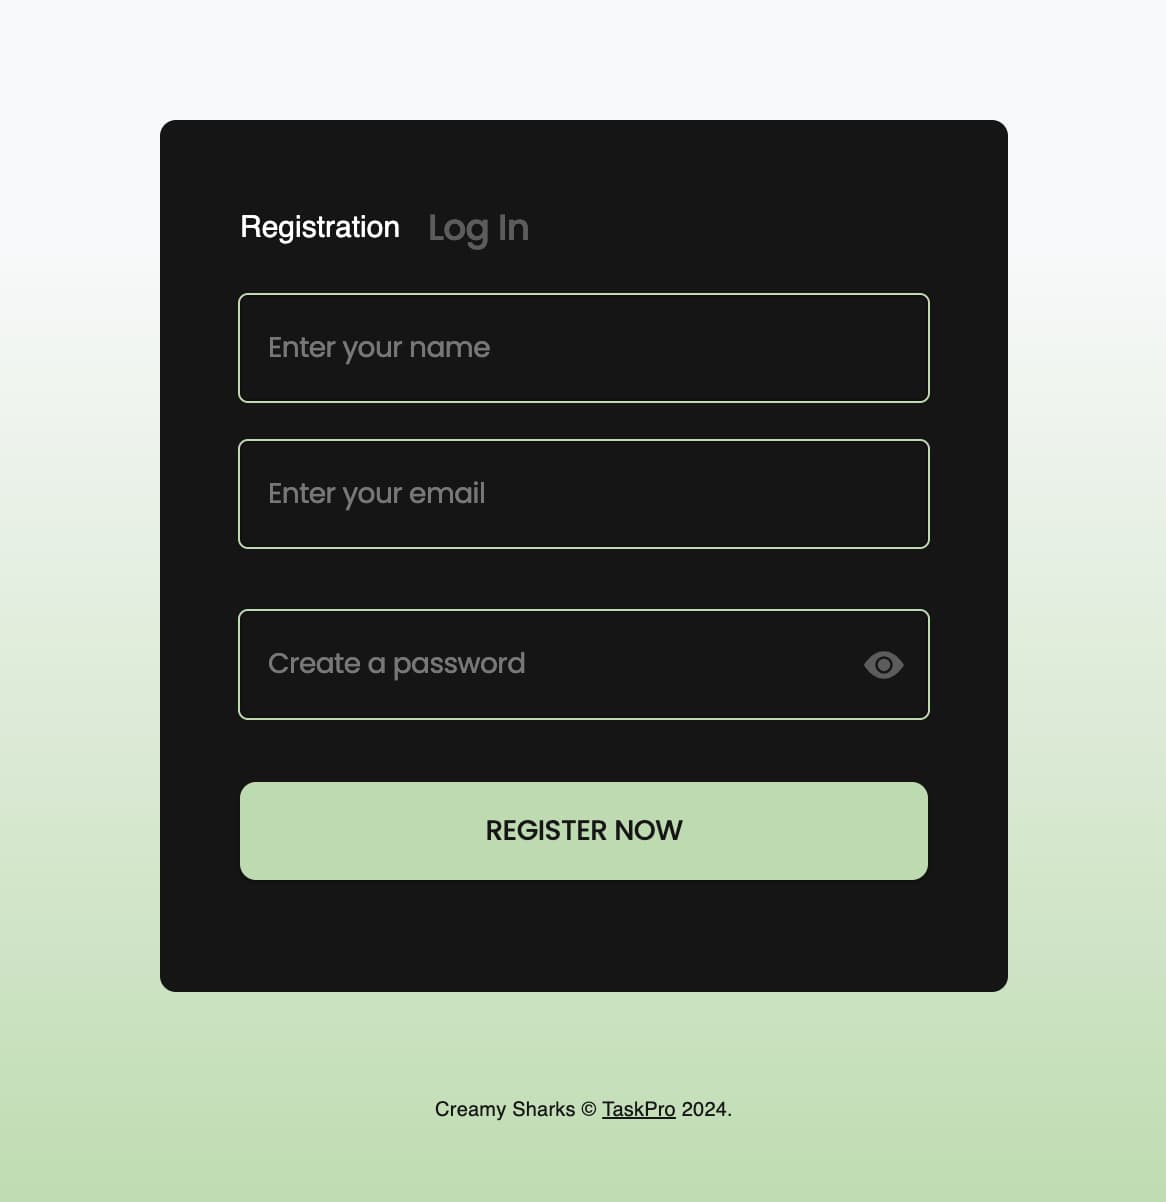 Registration Log In
Enter your name
Enter your email
Create a password
REGISTER NOW
Creamy Sharks © TaskPro 2024.